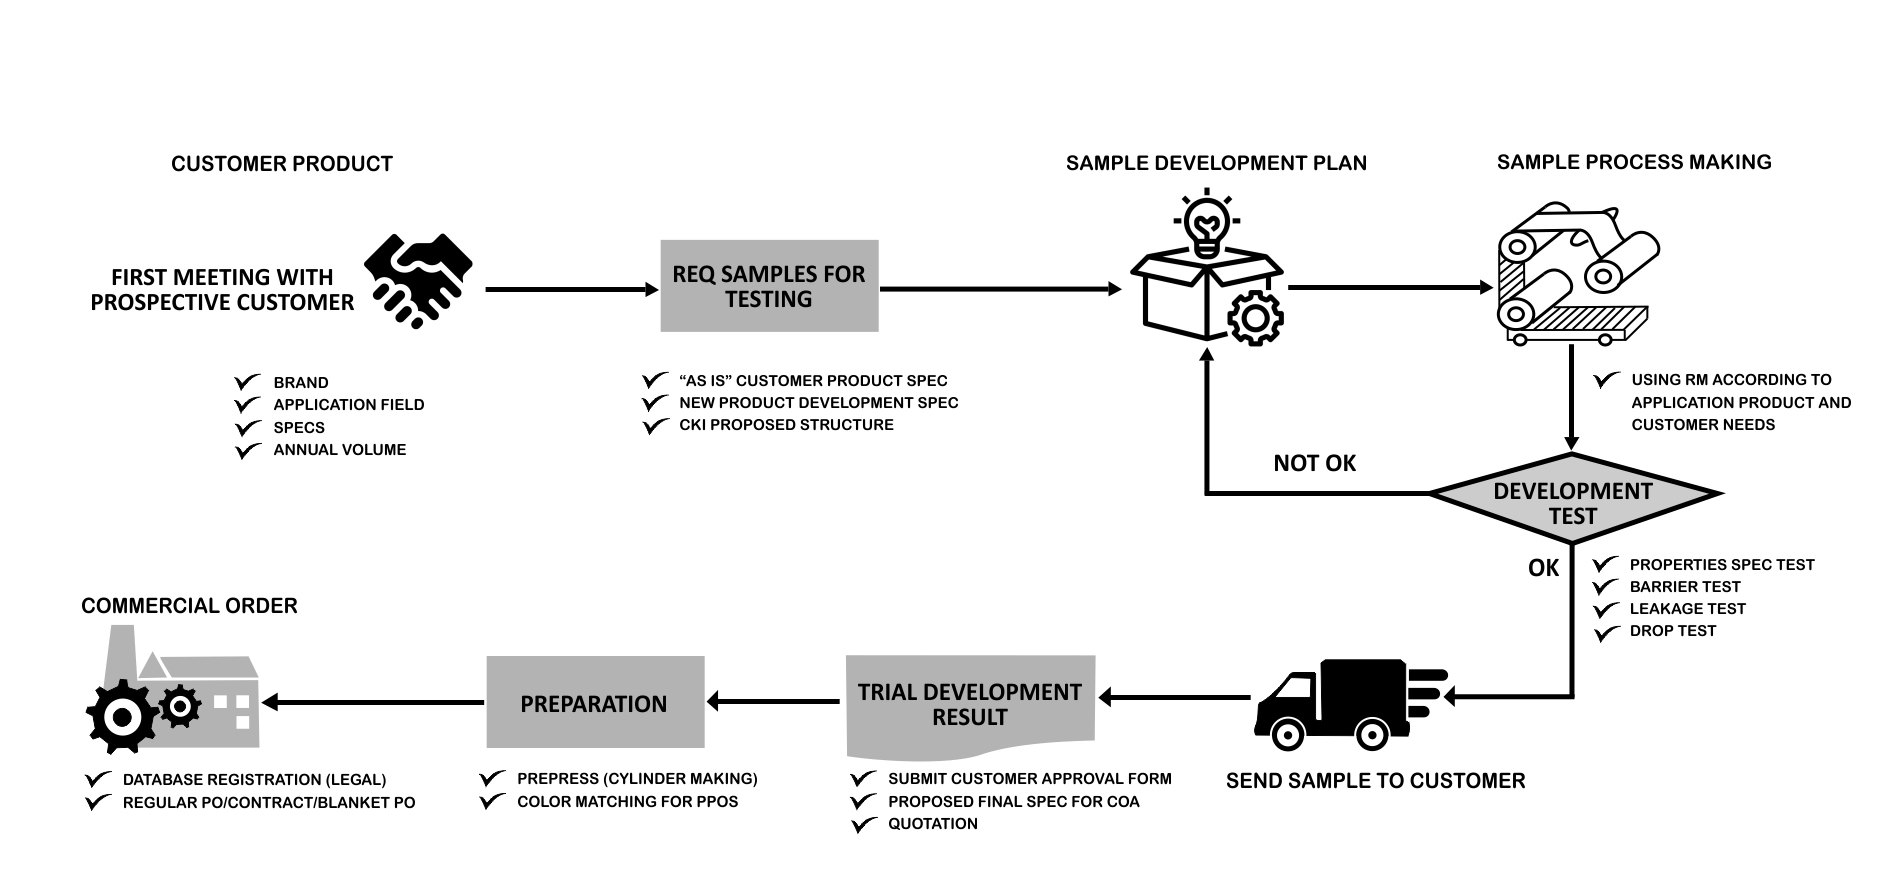 CUSTOMER PRODUCT
FIRST MEETING WITH
PROSPECTIVE CUSTOMER
BRAND
APPLICATION FIELD
SPECS
ANNUAL VOLUME
REQ SAMPLES FOR
TESTING
“AS IS” CUSTOMER PRODUCT SPEC
NEW PRODUCT DEVELOPMENT SPEC
CKI PROPOSED STRUCTURE
SAMPLE DEVELOPMENT PLAN
SAMPLE PROCESS MAKING
USING RM ACCORDING TO
APPLICATION PRODUCT AND
CUSTOMER NEEDS
NOT OK
DEVELOPMENT
TEST
OK
PROPERTIES SPEC TEST
BARRIER TEST
LEAKAGE TEST
DROP TEST
SEND SAMPLE TO CUSTOMER
TRIAL DEVELOPMENT
RESULT
SUBMIT CUSTOMER APPROVAL FORM
PROPOSED FINAL SPEC FOR COA
QUOTATION
PREPARATION
PREPRESS (CYLINDER MAKING)
COLOR MATCHING FOR PPOS
COMMERCIAL ORDER
DATABASE REGISTRATION (LEGAL)
REGULAR PO/CONTRACT/BLANKET PO